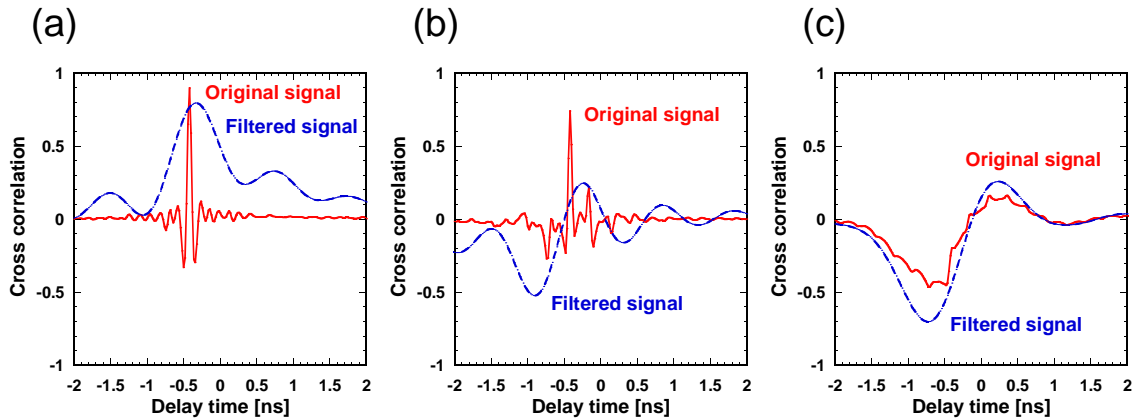 (a)
Cross correlation
1
0.5
0
-0.5
-1
Original signal
Filtered signal
-2 -1.5 -1 -0.5 0 0.5 1 1.5 2
Delay time [ns]
(b)
Cross correlation
1
0.5
0
-0.5
-1
Original signal
Filtered signal
-2 -1.5 -1 -0.5 0 0.5 1 1.5 2
Delay time [ns]
(c)
Cross correlation
1
0.5
0
-0.5
-1
Original signal
Filtered signal
-2 -1.5 -1 -0.5 0 0.5 1 1.5 2
Delay time [ns]